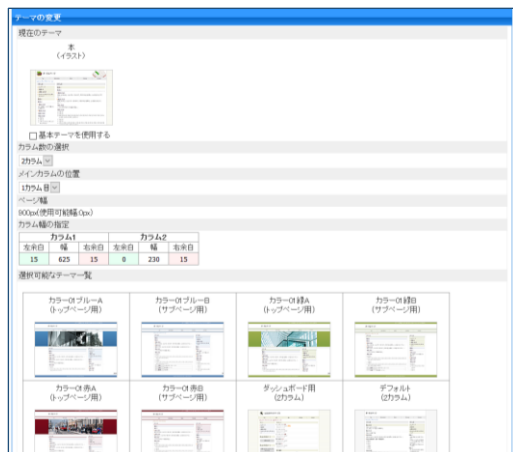 テーマの変更
現在のテーマ
本
(イラスト)
基本テーマを使用する
カラム数の選択
2カラム
メインカラムの位置
1カラム目
ページ幅
900px(使用可能幅:0px)
カラム幅の指定
カラム1 カラム2
左余白 幅 右余白 左余白 幅 右余白
15 625 15 0 230 15
選択可能なテーマ一覧
カラー01ブルーA カラー01ブルーB カラー01緑A カラー01緑B
(トップページ用) (サブページ用) (トップページ用) (サブページ用)
カラー01赤A カラー01赤B ダッシュボード用 デフォルト
(トップページ用) (サブページ用) (2カラム) (2カラム)